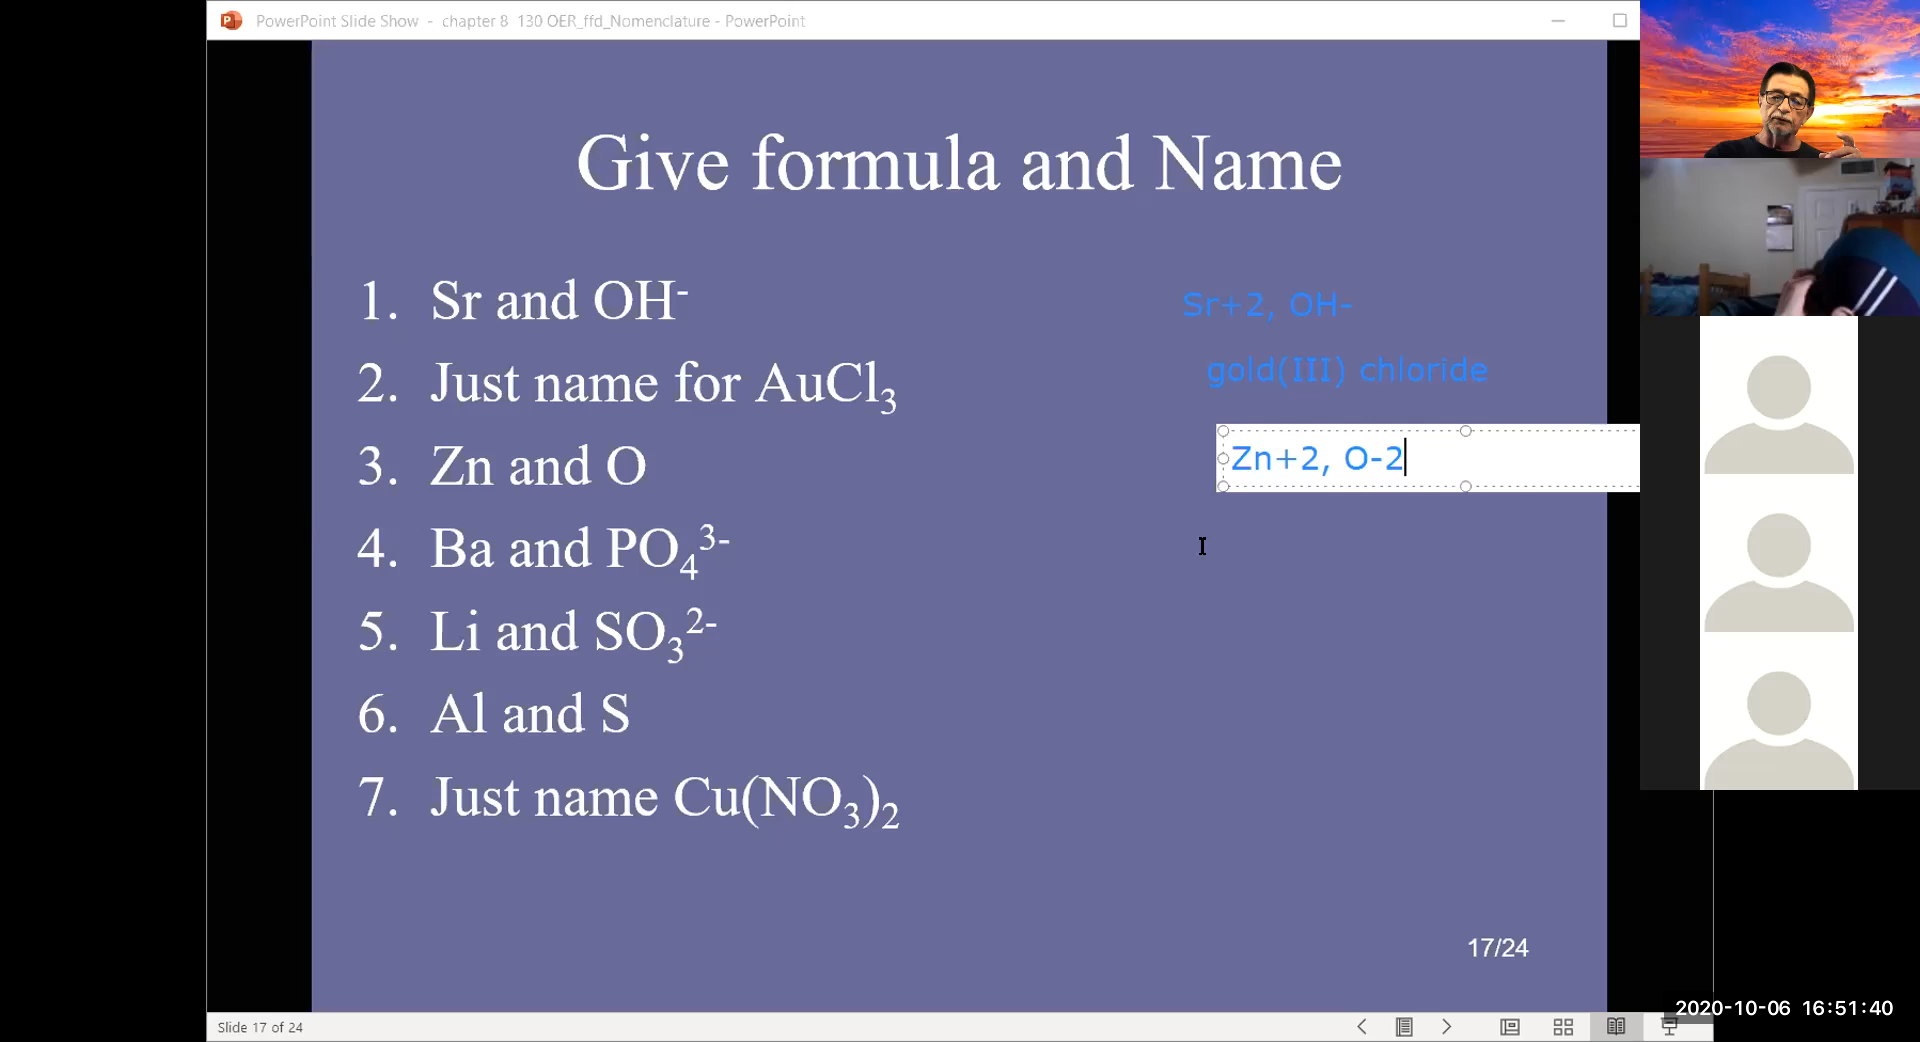 PowerPoint Slide Show - chapter 8 130 OER_ffd_Nomenclature - PowerPoint
Give formula and Name
1. Sr and OH⁻
Sr+2, OH-
2. Just name for AuCl₃
gold(III) chloride
3. Zn and O
Zn+2, O-2
4. Ba and PO₄³⁻
5. Li and SO₃²⁻
6. Al and S
7. Just name Cu(NO₃)₂
17/24
2020-10-06 16:51:40
Slide 17 of 24